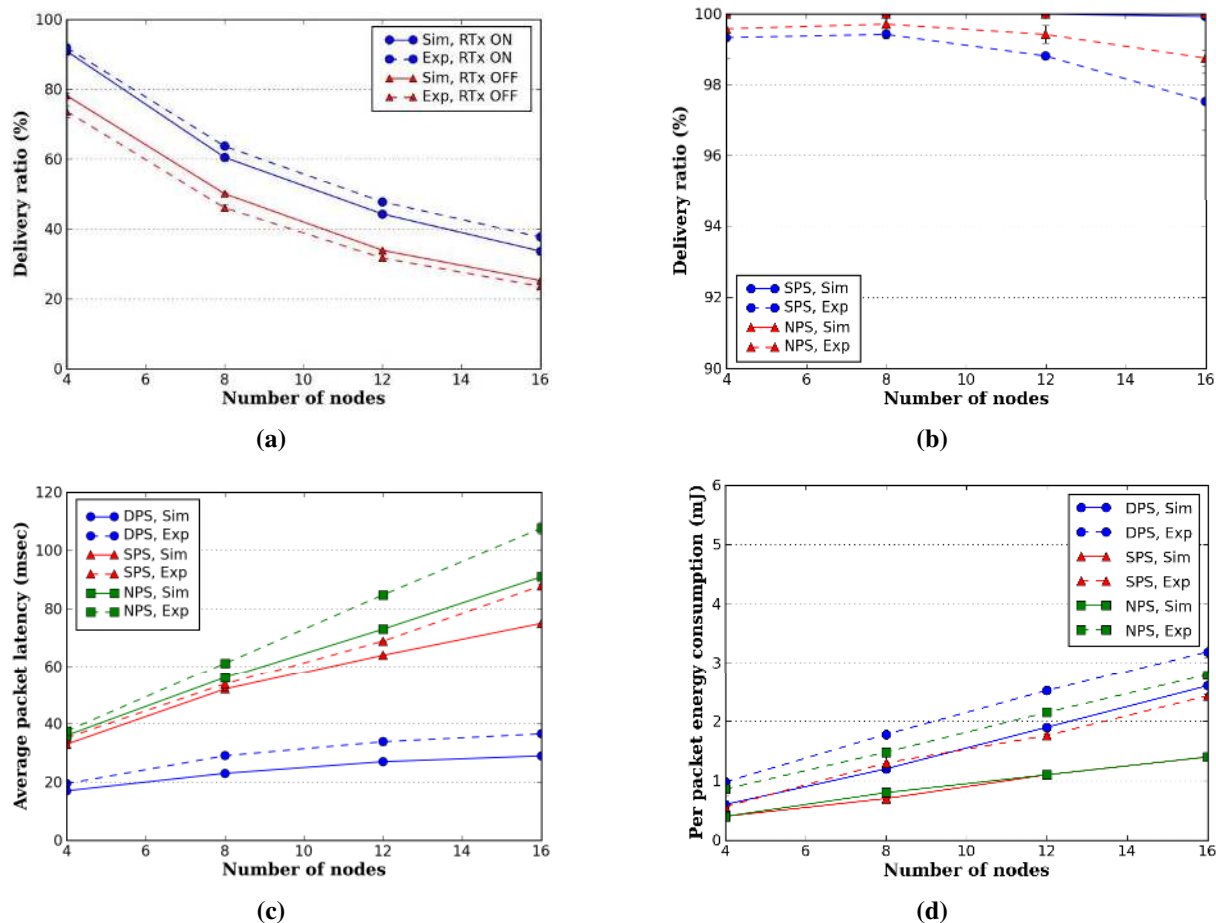 100
80
60
40
20
0
Delivery ratio (%)
Sim, RTx ON
Exp, RTx ON
Sim, RTx OFF
Exp, RTx OFF
4 6 8 10 12 14 16
Number of nodes
(a)
100
98
96
94
92
90
Delivery ratio (%)
SPS, Sim
SPS, Exp
NPS, Sim
NPS, Exp
4 6 8 10 12 14 16
Number of nodes
(b)
120
100
80
60
40
20
0
Average packet latency (msec)
DPS, Sim
DPS, Exp
SPS, Sim
SPS, Exp
NPS, Sim
NPS, Exp
4 6 8 10 12 14 16
Number of nodes
(c)
6
5
4
3
2
1
0
Per packet energy consumption (mJ)
DPS, Sim
DPS, Exp
SPS, Sim
SPS, Exp
NPS, Sim
NPS, Exp
4 6 8 10 12 14 16
Number of nodes
(d)